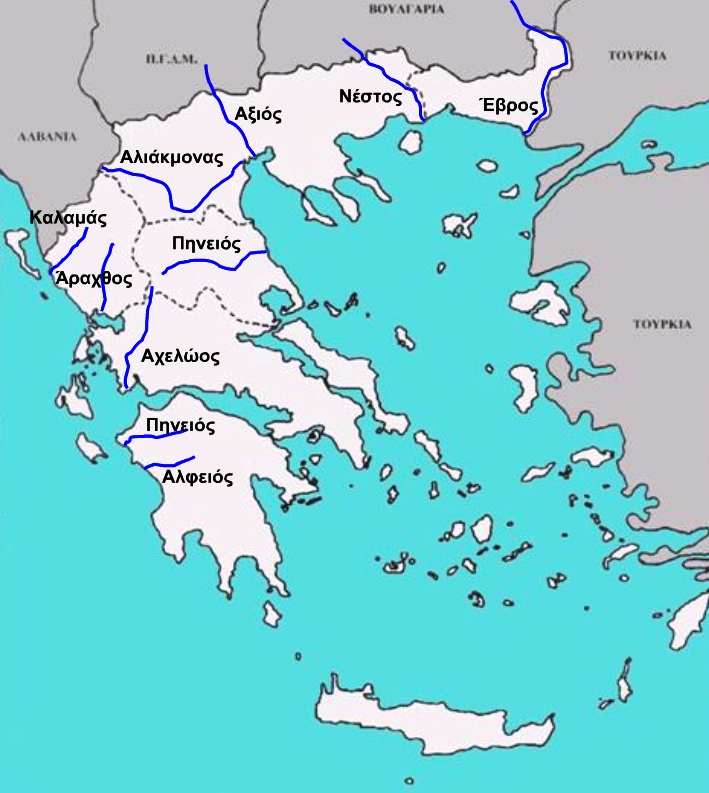 ΒΟΥΛΓΑΡΙΑ
Π.Γ.Δ.Μ.
ΤΟΥΡΚΙΑ
Νέστος
Έβρος
Αξιός
ΑΛΒΑΝΙΑ
Αλιάκμονας
Καλαμάς
Πηνειός
Άραχθος
ΤΟΥΡΚΙΑ
Αχελώος
Πηνειός
Αλφειός